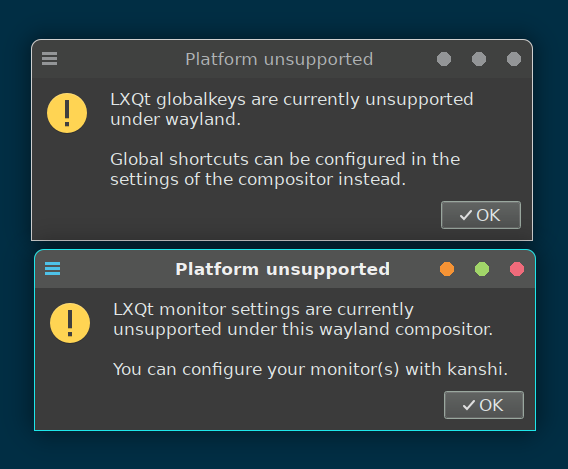 Platform unsupported
LXQt globalkeys are currently unsupported
under wayland.
Global shortcuts can be configured in the
settings of the compositor instead.
OK
Platform unsupported
LXQt monitor settings are currently
unsupported under this wayland compositor.
You can configure your monitor(s) with kanshi.
OK